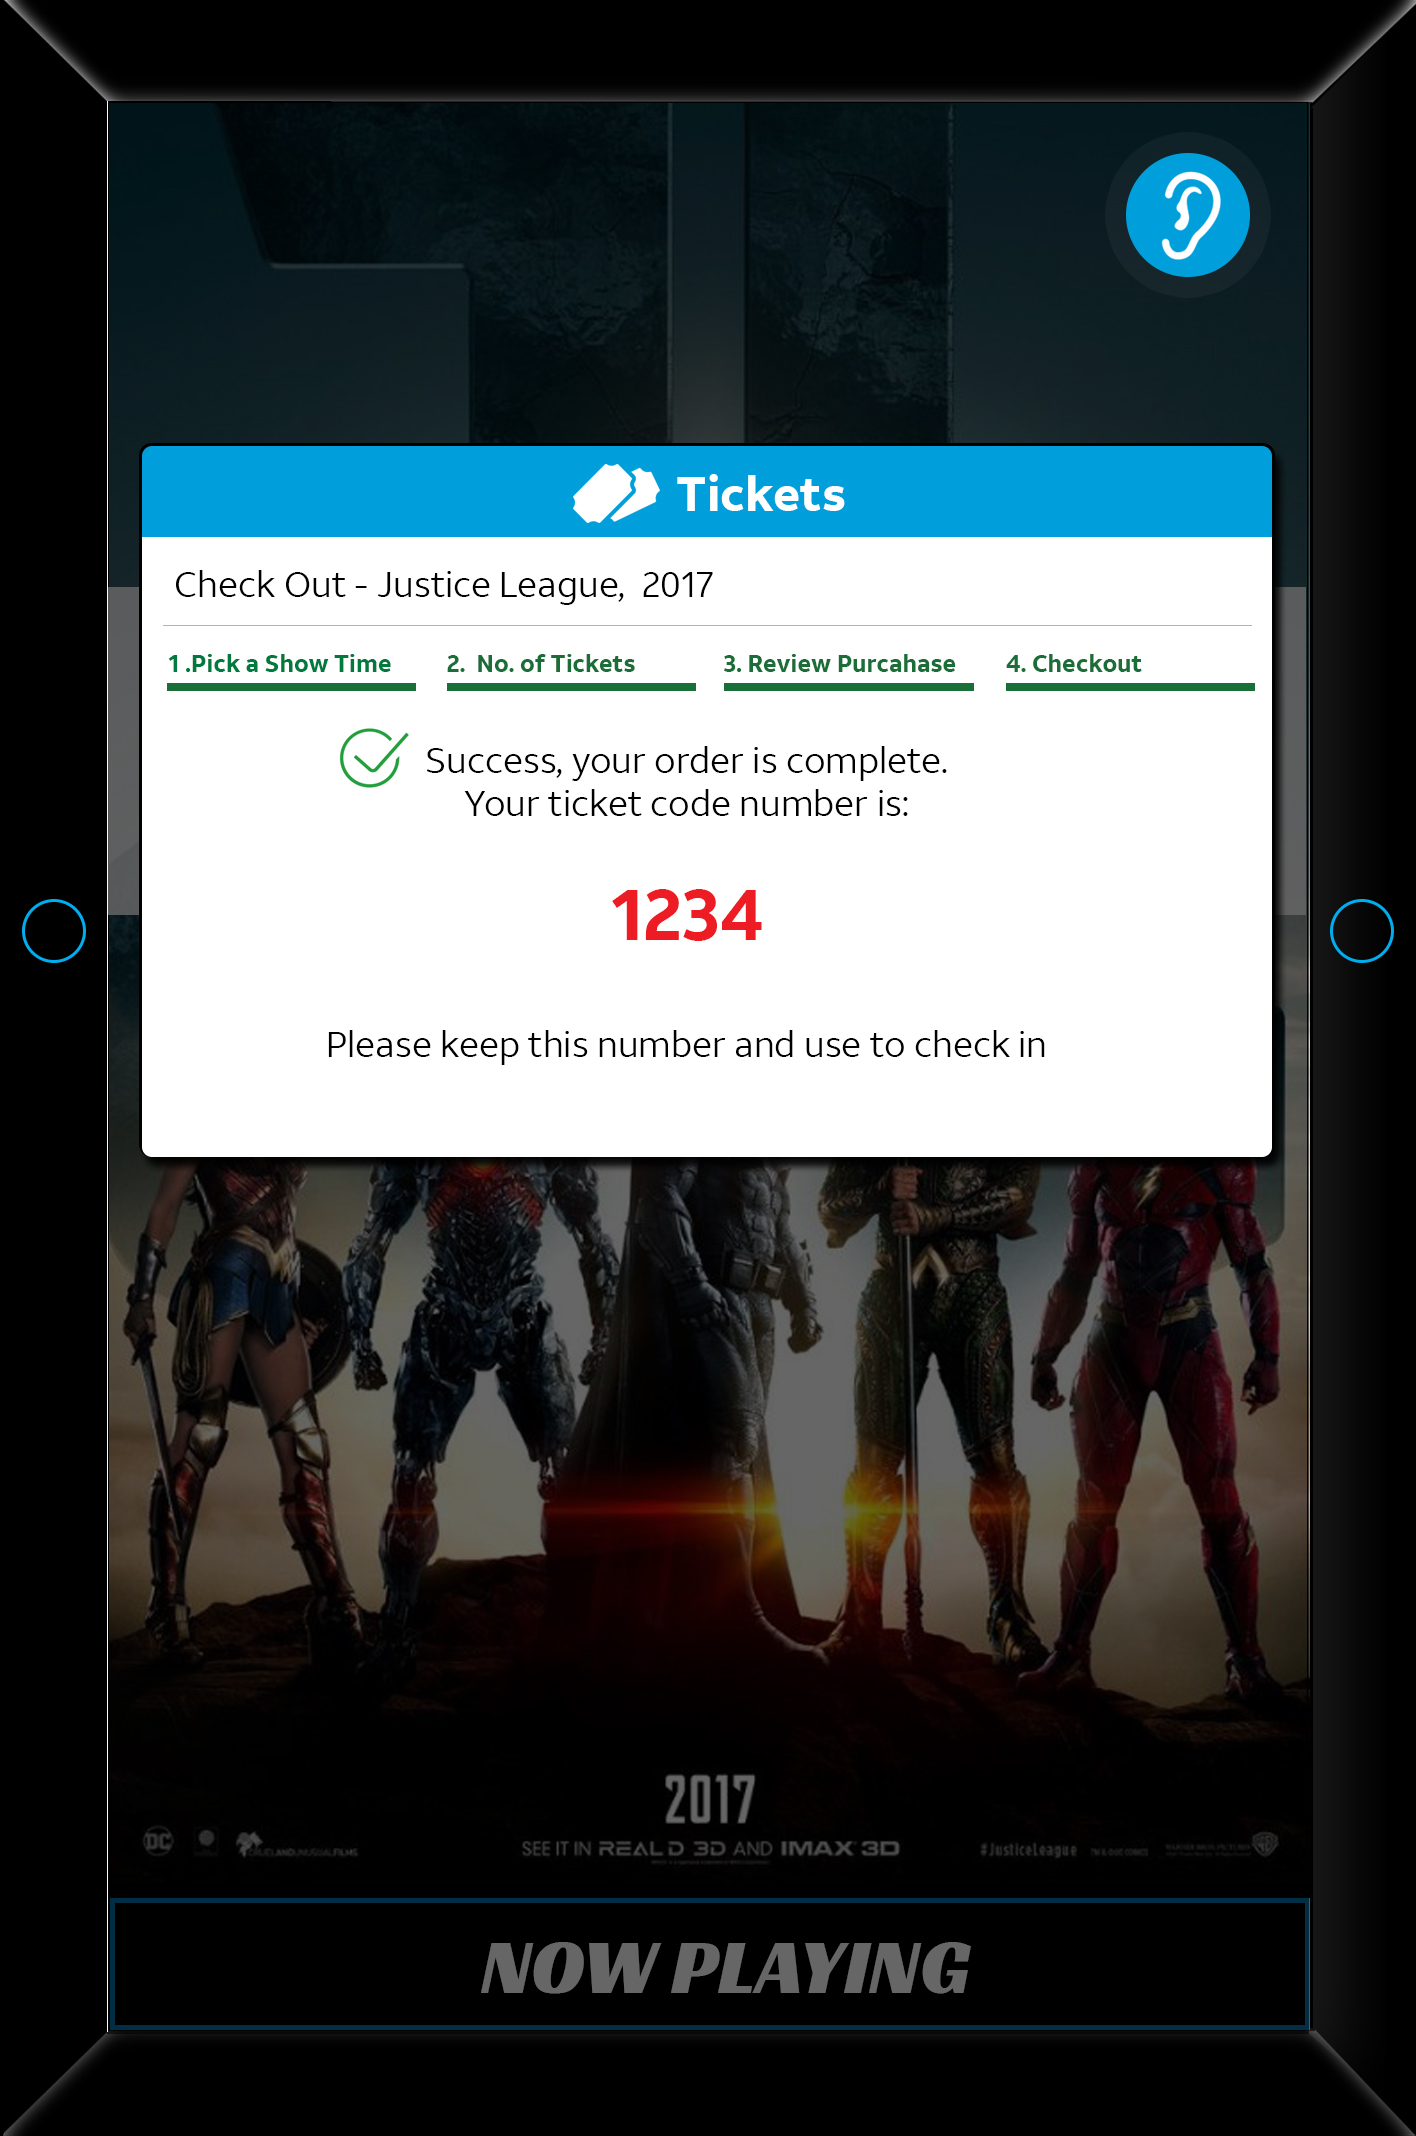 Tickets
Check Out - Justice League, 2017
1 .Pick a Show Time
2. No. of Tickets
3. Review Purcahase
4. Checkout
Success, your order is complete.
Your ticket code number is:
1234
Please keep this number and use to check in
2017
DC
SEE IT IN REAL D 3D AND IMAX 3D
#JusticeLeague
NOW PLAYING